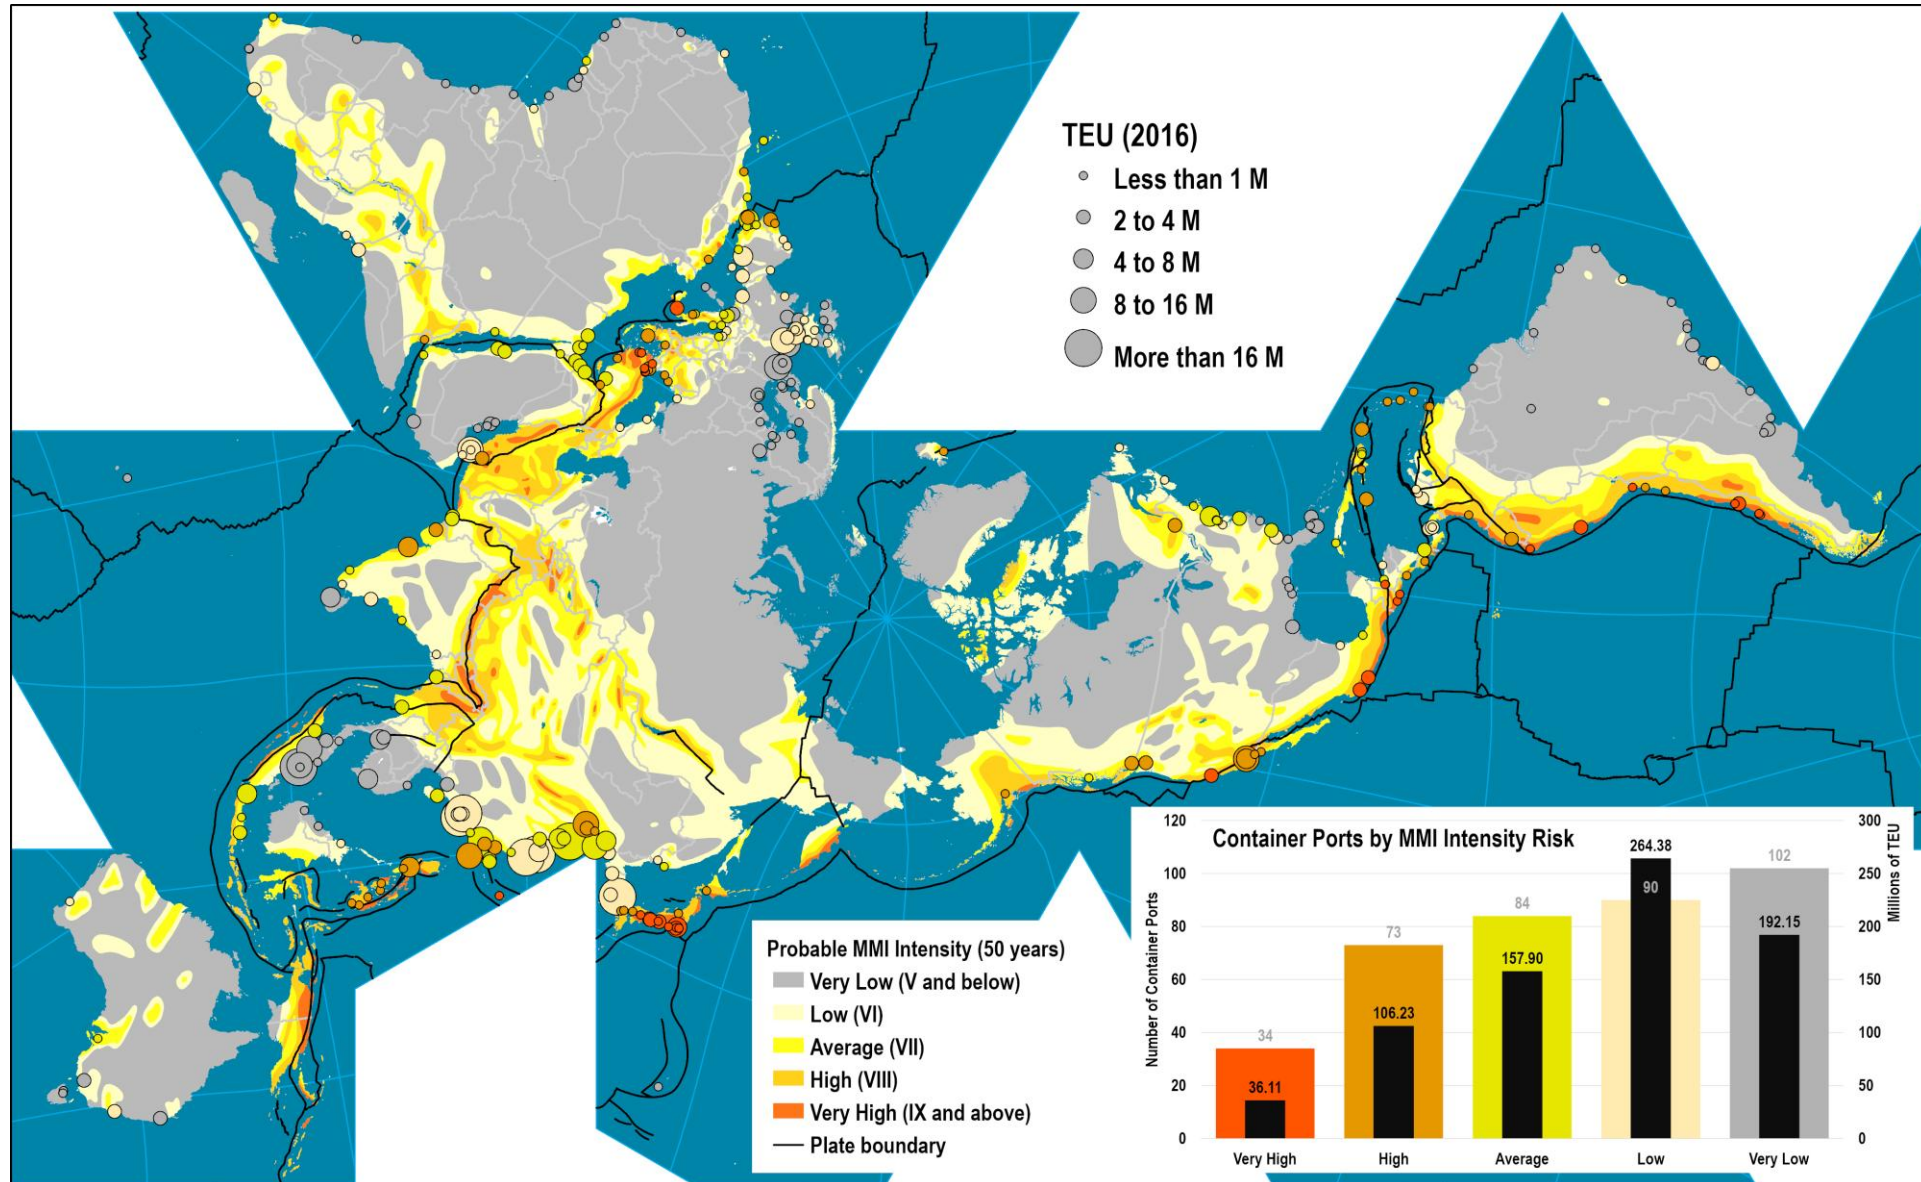 TEU (2016)
Less than 1 M
2 to 4 M
4 to 8 M
8 to 16 M
More than 16 M
Probable MMI Intensity (50 years)
Very Low (V and below)
Low (VI)
Average (VII)
High (VIII)
Very High (IX and above)
Plate boundary
Container Ports by MMI Intensity Risk
Number of Container Ports
120
100
80
60
40
20
0
34
36.11
73
106.23
84
157.90
264.38
90
102
192.15
Very High
High
Average
Low
Very Low
300
250
200
150
100
50
0
Millions of TEU